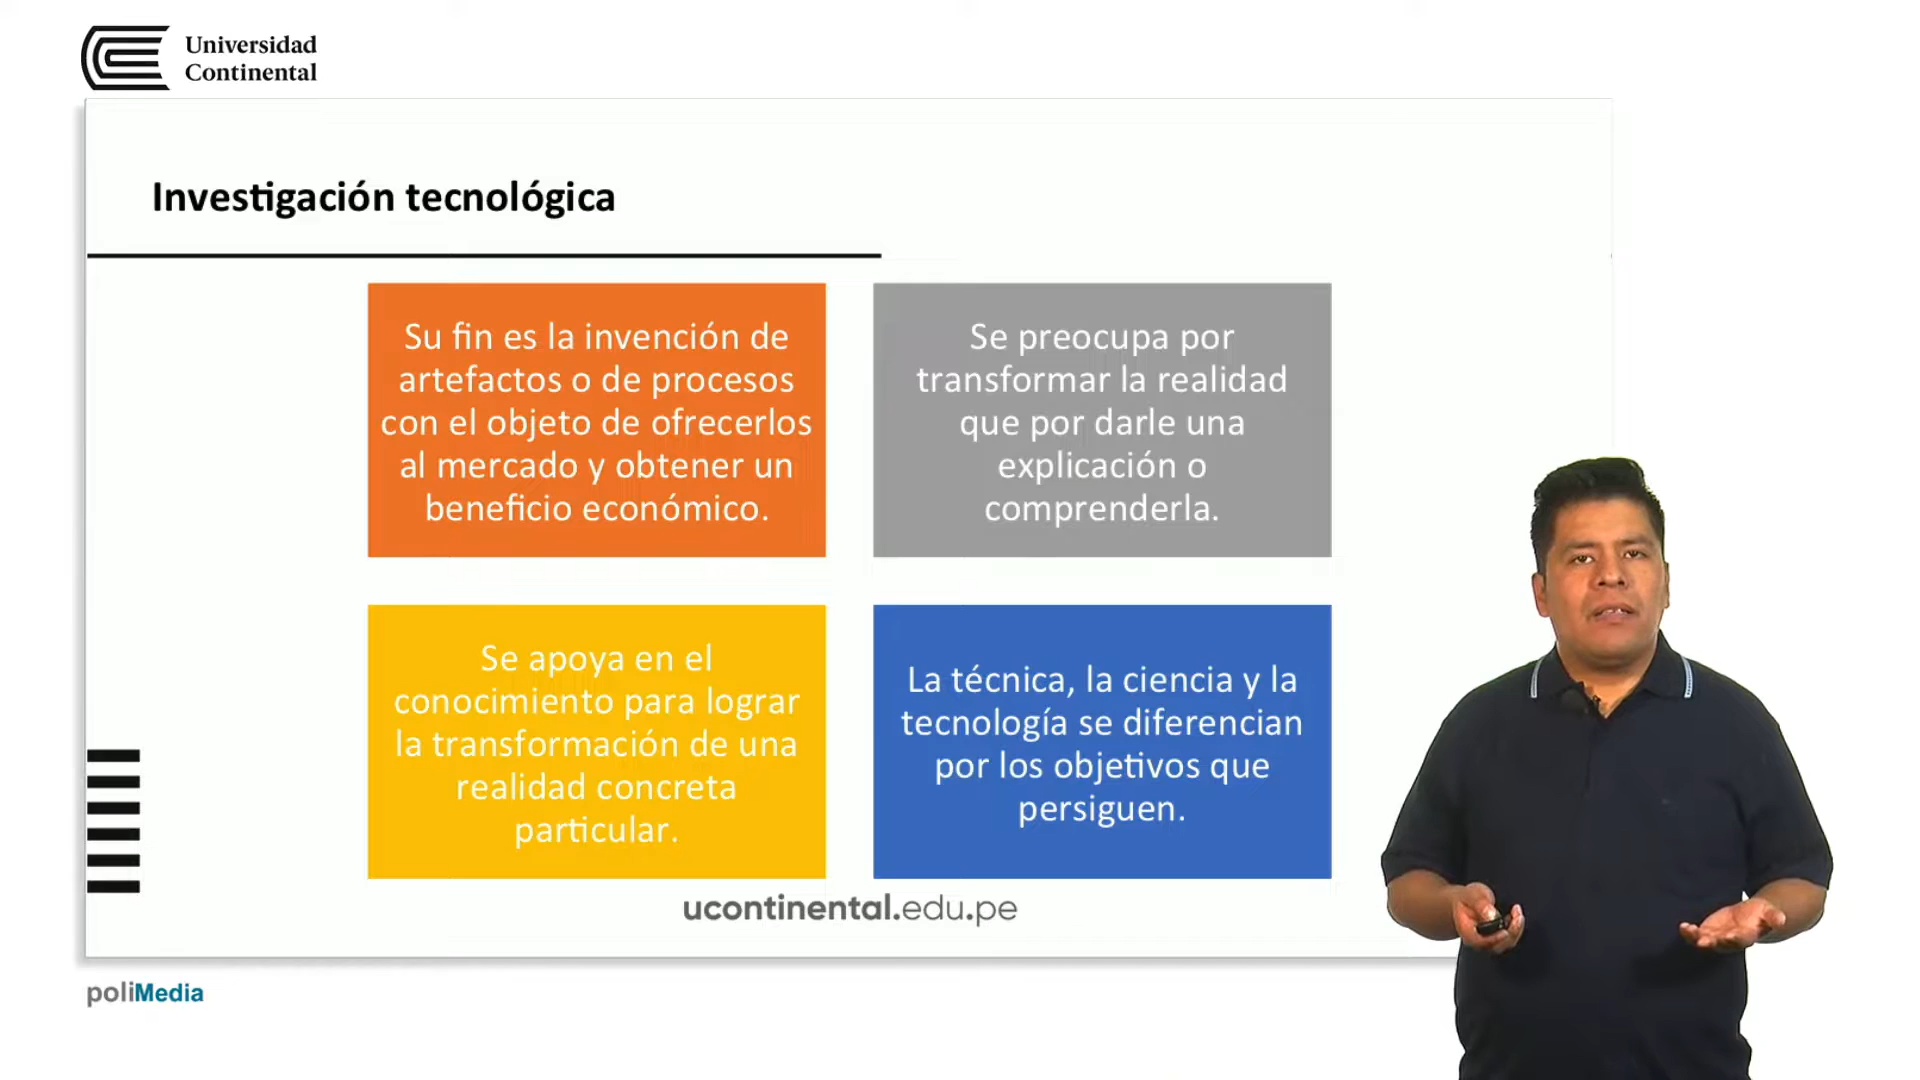 Universidad
Continental
Investigación tecnológica
Su fin es la invención de
artefactos o de procesos
con el objeto de ofrecerlos
al mercado y obtener un
beneficio económico.
Se preocupa por
transformar la realidad
que por darle una
explicación o
comprenderla.
Se apoya en el
conocimiento para lograr
la transformación de una
realidad concreta
particular.
La técnica, la ciencia y la
tecnología se diferencian
por los objetivos que
persiguen.
ucontinental.edu.pe
poliMedia